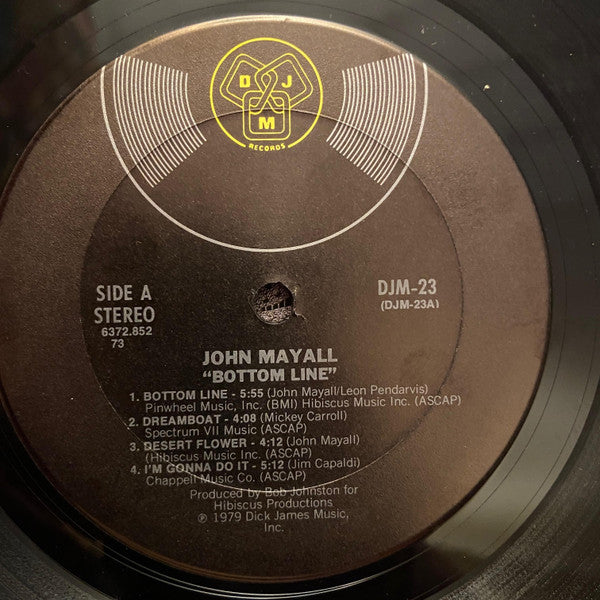 D J
M
RECORDS
SIDE A
STEREO
6372.852
73
DJM-23
(DJM-23A)
JOHN MAYALL
"BOTTOM LINE"
1. BOTTOM LINE - 5:55 (John Mayall/Leon Pendarvis)
Pinwheel Music, Inc. (BMI) Hibiscus Music Inc. (ASCAP)
2. DREAMBOAT - 4:08 (Mickey Carroll)
Spectrum VII Music (ASCAP)
3. DESERT FLOWER - 4:12 (John Mayall)
(Hibiscus Music Inc. (ASCAP)
4. I'M GONNA DO IT - 5:12 (Jim Capaldi)
Chappell Music Co. (ASCAP)
Produced by Bob Johnston for
Hibiscus Productions
℗ 1979 Dick James Music,
Inc.